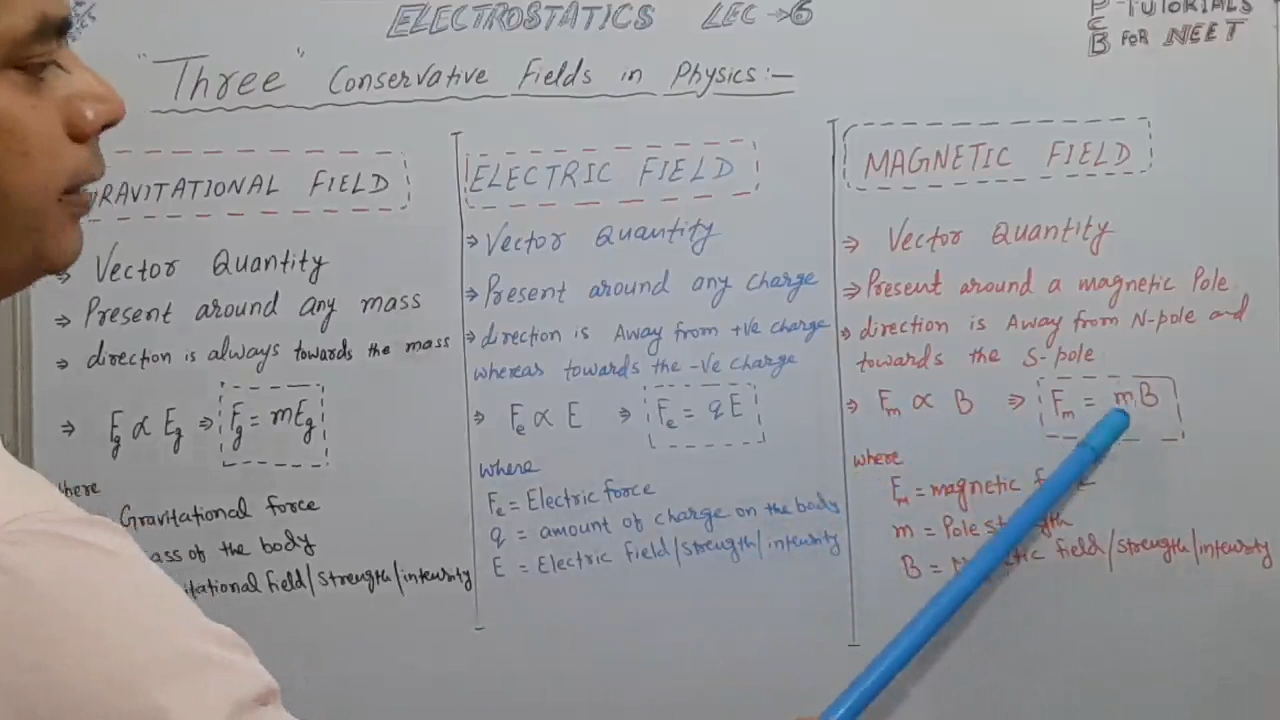 ELECTROSTATICS LEC → 6
P - TUTORIALS
C
B FOR NEET
"Three" Conservative Fields in Physics:-
RAVITATIONAL FIELD
⇒ Vector Quantity
⇒ Present around any mass
⇒ direction is always towards the mass
⇒ Fg ∝ Eg ⇒ Fg = mEg
here
Gravitational force
ass of the body
itational field/strength/intensity
ELECTRIC FIELD
⇒ Vector Quantity
⇒ Present around any charge
⇒ direction is Away from +ve charge
whereas towards the -ve charge
⇒ Fe ∝ E ⇒ Fe = qE
where
Fe = Electric force
q = amount of charge on the body
E = Electric field/strength/intensity
MAGNETIC FIELD
⇒ Vector Quantity
⇒ Present around a magnetic Pole
⇒ direction is Away from N-pole and
towards the S-pole
⇒ Fm ∝ B ⇒ Fm = mB
where
Fm = magnetic
m = Pole
B = field/strength/intensity